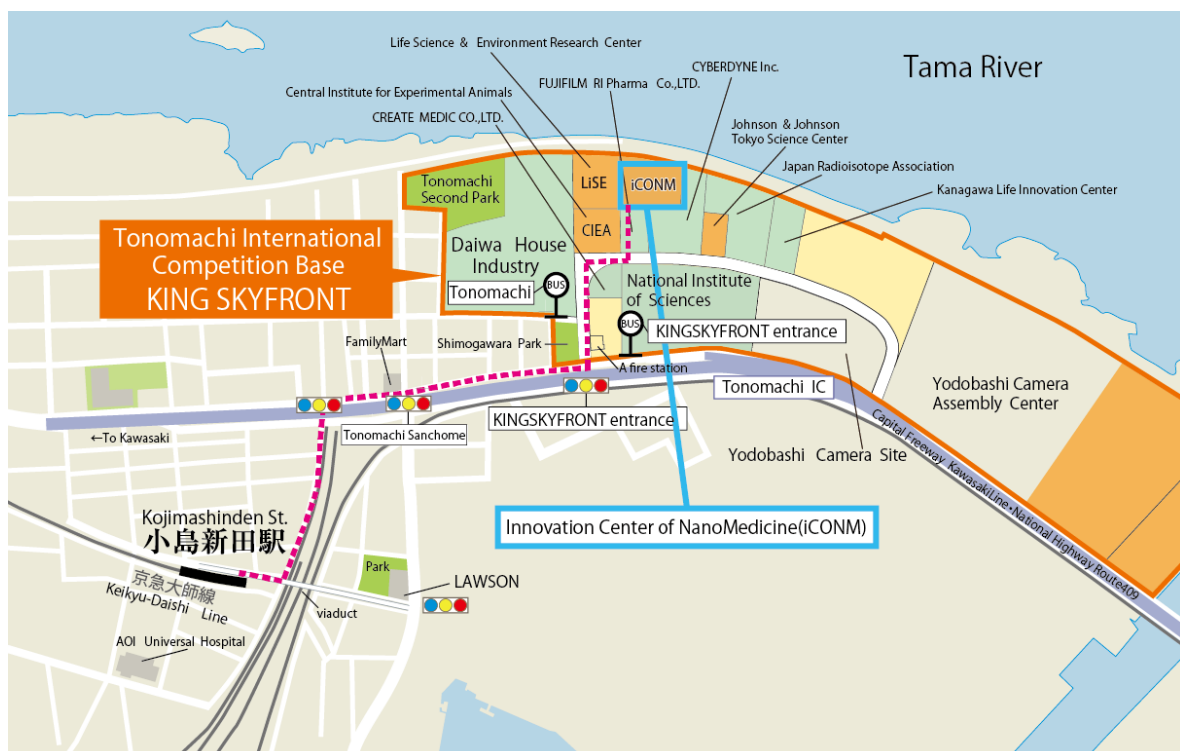 Life Science & Environment Research Center
Tama River
CYBERDYNE Inc.
FUJIFILM RI Pharma Co.,LTD.
Central Institute for Experimental Animals
CREATE MEDIC CO.,LTD.
Johnson & Johnson
Tokyo Science Center
Japan Radioisotope Association
Kanagawa Life Innovation Center
Tonomachi
Second Park
LiSE
iCONM
CIEA
Tonomachi International
Competition Base
KING SKYFRONT
Daiwa House
Industry
Tonomachi
BUS
National Institute
of Sciences
BUS
KINGSKYFRONT entrance
FamilyMart
Shimogawara Park
A fire station
Tonomachi IC
Yodobashi Camera
Assembly Center
←To Kawasaki
Tonomachi Sanchome
KINGSKYFRONT entrance
Yodobashi Camera Site
Capital Freeway KawasakiLine・National Highway Route409
Innovation Center of NanoMedicine(iCONM)
Kojimashinden St.
小島新田駅
京急大師線
Keikyu-Daishi Line
Park
LAWSON
viaduct
AOI Universal Hospital